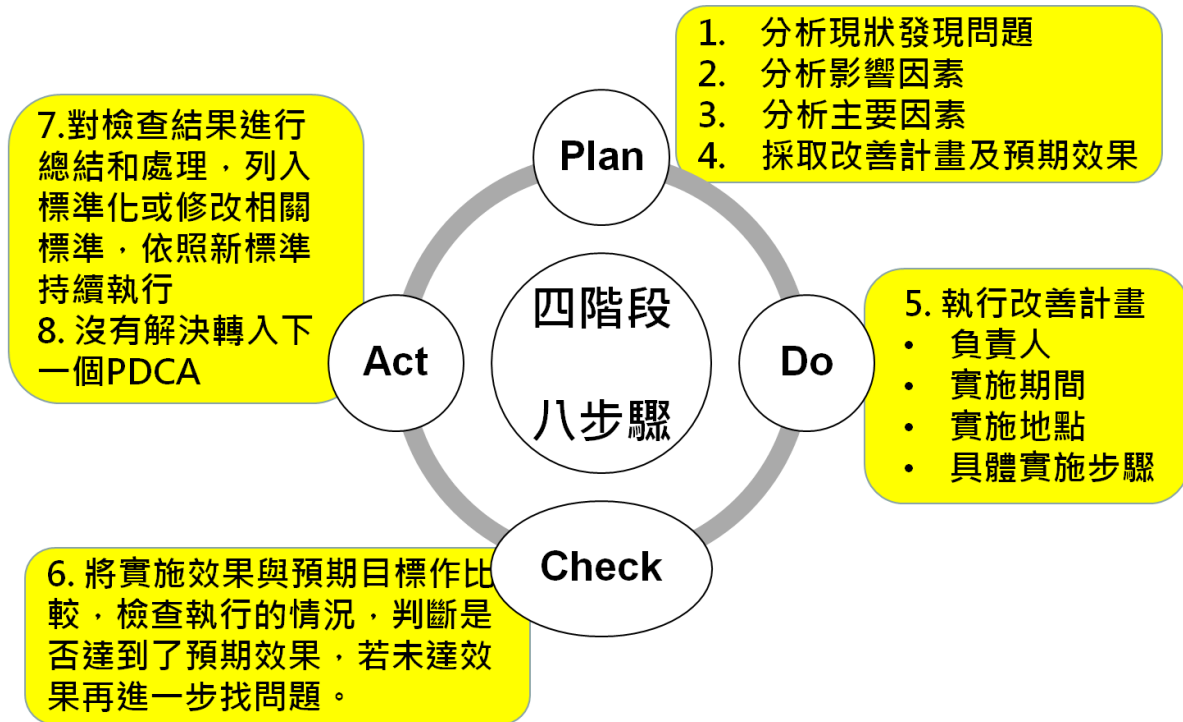 Plan
1. 分析現狀發現問題
2. 分析影響因素
3. 分析主要因素
4. 採取改善計畫及預期效果
Do
5. 執行改善計畫
• 負責人
• 實施期間
• 實施地點
• 具體實施步驟
Check
6. 將實施效果與預期目標作比
較，檢查執行的情況，判斷是
否達到了預期效果，若未達效
果再進一步找問題。
Act
7.對檢查結果進行
總結和處理，列入
標準化或修改相關
標準，依照新標準
持續執行
8. 沒有解決轉入下
一個PDCA
四階段
八步驟